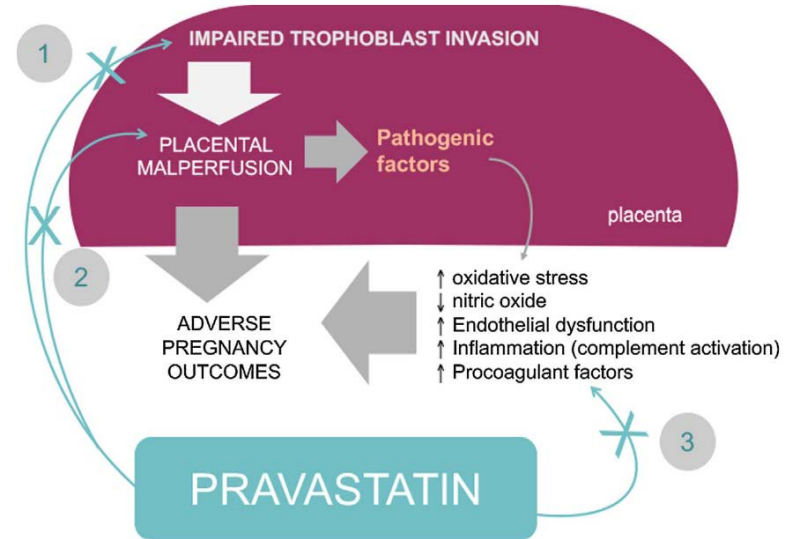 1
IMPAIRED TROPHOBLAST INVASION
PLACENTAL
MALPERFUSION
Pathogenic
factors
placenta
2
↑ oxidative stress
↓ nitric oxide
↑ Endothelial dysfunction
↑ Inflammation (complement activation)
↑ Procoagulant factors
ADVERSE
PREGNANCY
OUTCOMES
3
PRAVASTATIN